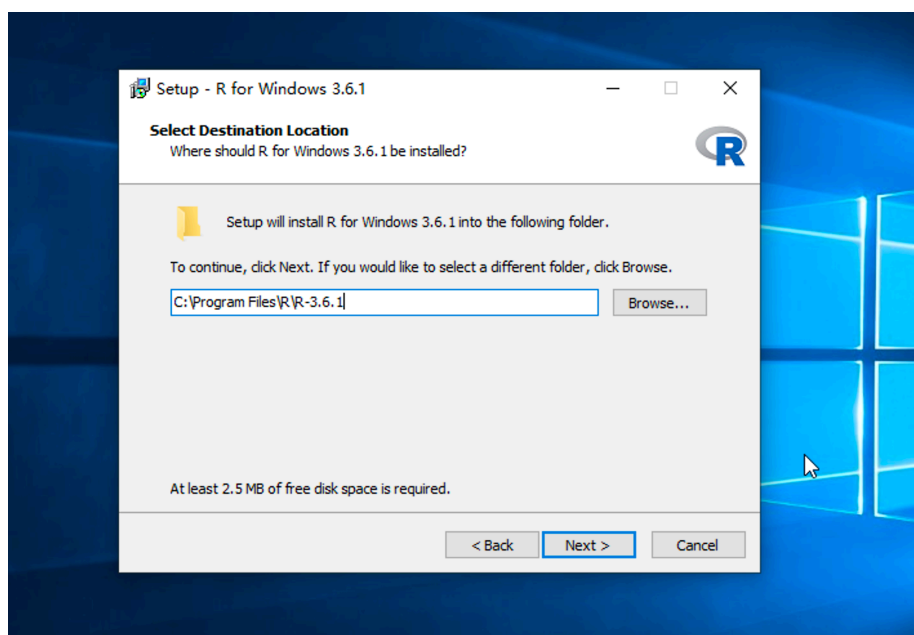 Setup - R for Windows 3.6.1
Select Destination Location
Where should R for Windows 3.6.1 be installed?
R
Setup will install R for Windows 3.6.1 into the following folder.
To continue, click Next. If you would like to select a different folder, click Browse.
C:\Program Files\R\R-3.6.1
Browse...
At least 2.5 MB of free disk space is required.
< Back
Next >
Cancel